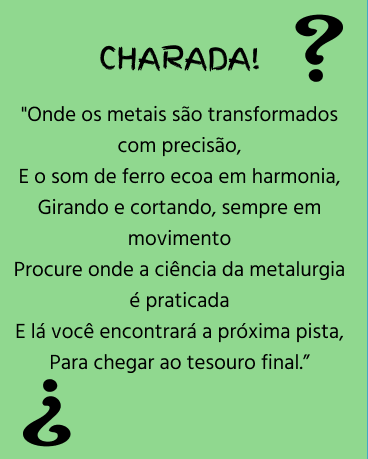 CHARADA!
?
"Onde os metais são transformados
com precisão,
E o som de ferro ecoa em harmonia,
Girando e cortando, sempre em
movimento
Procure onde a ciência da metalurgia
é praticada
E lá você encontrará a próxima pista,
Para chegar ao tesouro final.”
¿